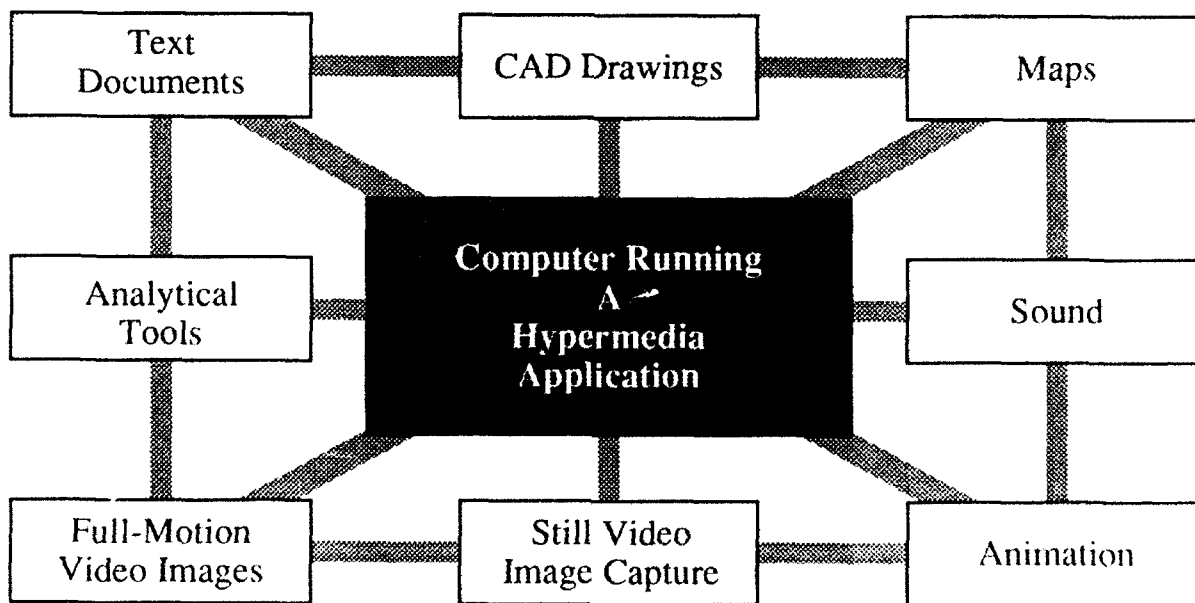 Text
Documents
CAD Drawings
Maps
Computer Running
A
Hypermedia
Application
Analytical
Tools
Sound
Full-Motion
Video Images
Still Video
Image Capture
Animation